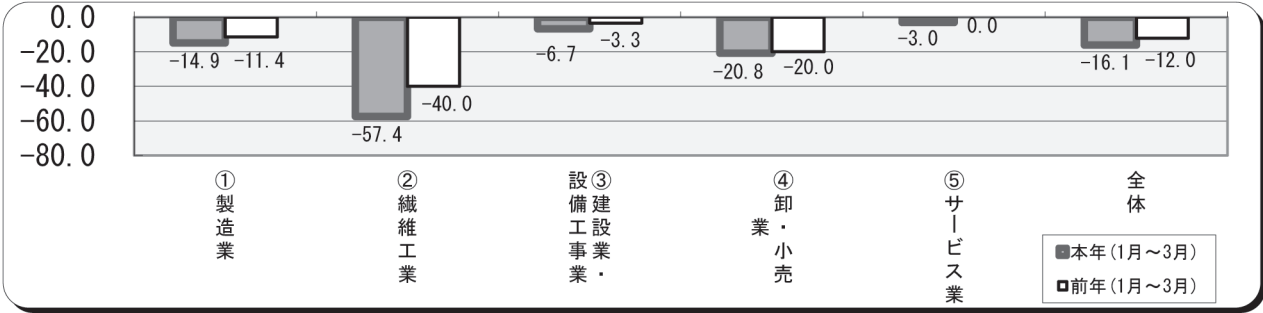 0.0
-20.0
-40.0
-60.0
-80.0
-14.9
-11.4
-57.4
-40.0
-6.7
-3.3
-20.8
-20.0
-3.0
0.0
-16.1
-12.0
①製造業
②繊維工業
③建設業・
設備工事業
④卸・小売
業
⑤サービス業
全体
本年(1月～3月)
前年(1月～3月)